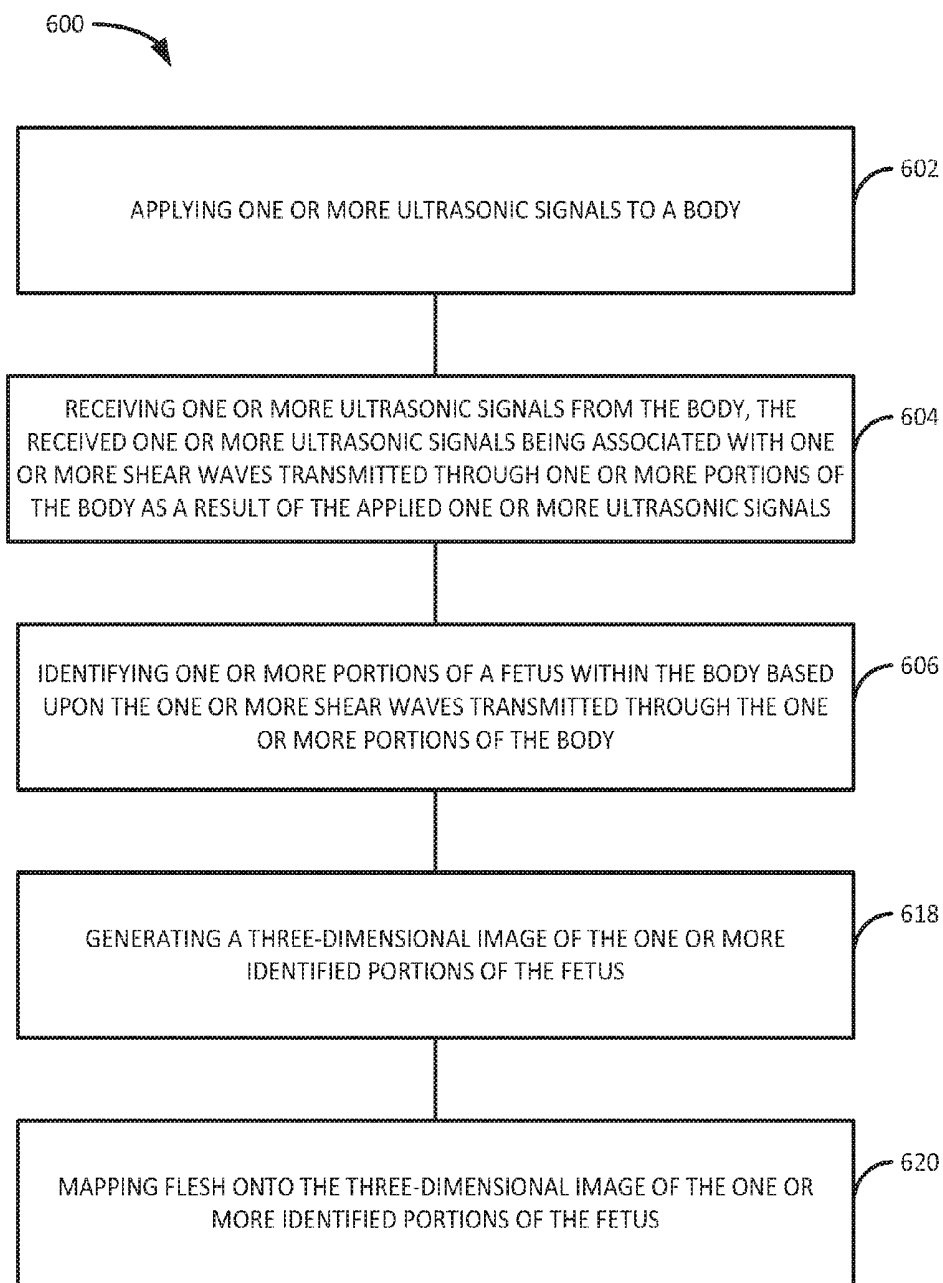 600
602
APPLYING ONE OR MORE ULTRASONIC SIGNALS TO A BODY
RECEIVING ONE OR MORE ULTRASONIC SIGNALS FROM THE BODY, THE
604
RECEIVED ONE OR MORE ULTRASONIC SIGNALS BEING ASSOCIATED WITH ONE
OR MORE SHEAR WAVES TRANSMITTED THROUGH ONE OR MORE PORTIONS OF
THE BODY AS A RESULT OF THE APPLIED ONE OR MORE ULTRASONIC SIGNALS
606
IDENTIFYING ONE OR MORE PORTIONS OF A FETUS WITHIN THE BODY BASED
UPON THE ONE OR MORE SHEAR WAVES TRANSMITTED THROUGH THE ONE
OR MORE PORTIONS OF THE BODY
618
GENERATING A THREE-DIMENSIONAL IMAGE OF THE ONE OR MORE
IDENTIFIED PORTIONS OF THE FETUS
620
MAPPING FLESH ONTO THE THREE-DIMENSIONAL IMAGE OF THE ONE OR
MORE IDENTIFIED PORTIONS OF THE FETUS